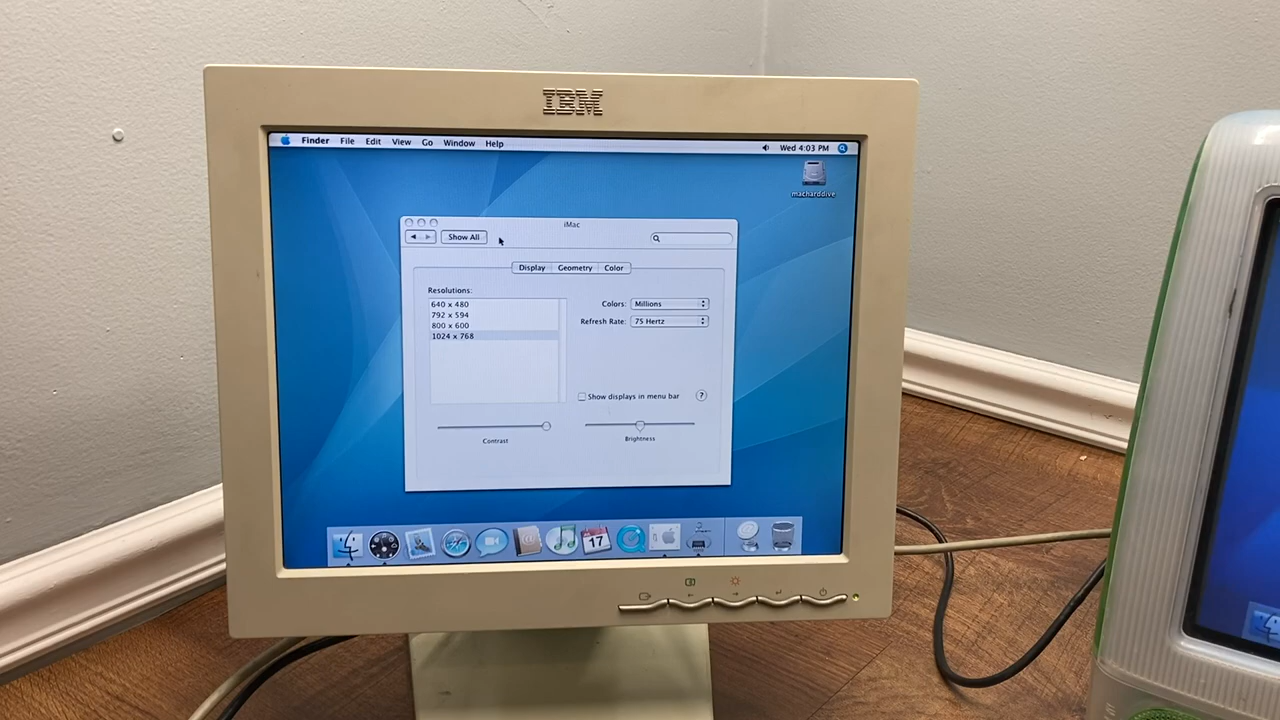 IBM
Finder File Edit View Go Window Help Wed 4:03 PM
macharddive
iMac
Show All
Display Geometry Color
Resolutions:
640 x 480
792 x 594
800 x 600
1024 x 768
Colors: Millions
Refresh Rate: 75 Hertz
Show displays in menu bar ?
Contrast
Brightness
17